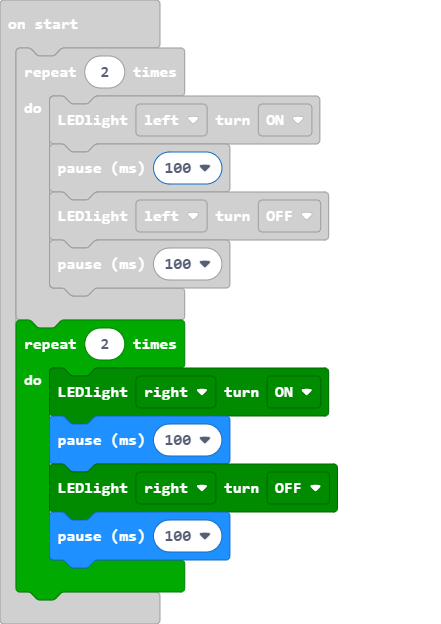 on start
repeat 2 times
do
LEDlight left turn ON
pause (ms) 100
LEDlight left turn OFF
pause (ms) 100
repeat 2 times
do
LEDlight right turn ON
pause (ms) 100
LEDlight right turn OFF
pause (ms) 100